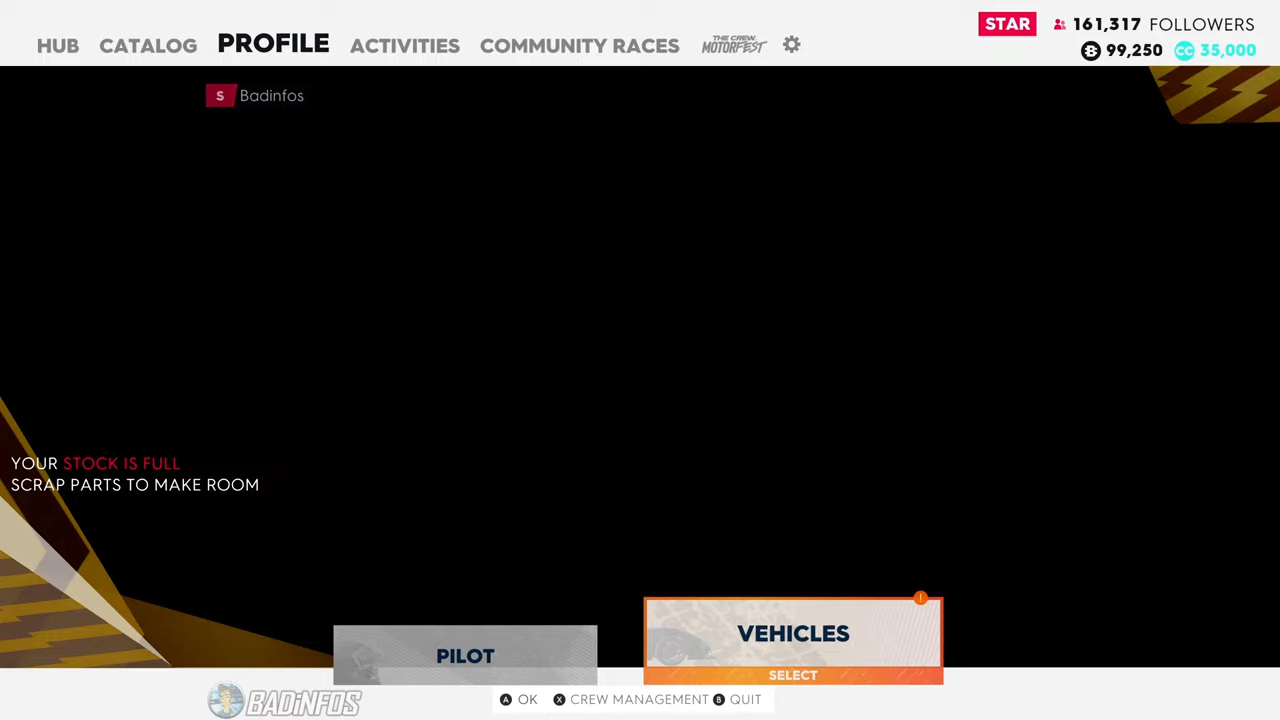 HUB CATALOG PROFILE ACTIVITIES COMMUNITY RACES THE CREW MOTORFEST
STAR 161,317 FOLLOWERS
99,250 CC 35,000
S Badinfos
YOUR STOCK IS FULL
SCRAP PARTS TO MAKE ROOM
PILOT
!
VEHICLES
SELECT
BADiNFOS
A OK X CREW MANAGEMENT B QUIT